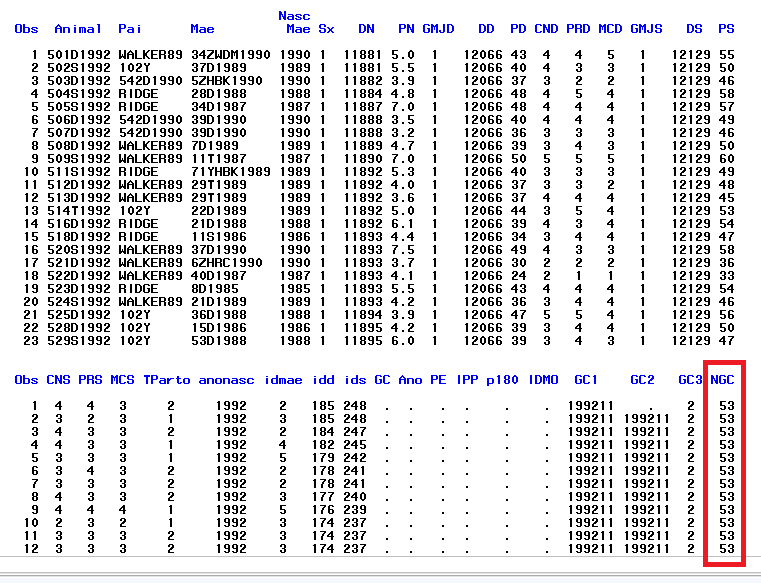 Nasc
Obs Animal Pai Mae Mae Sx DN PN GMJD DD PD CND PRD MCD GMJS DS PS
1 501D1992 WALKER89 34ZWDM1990 1990 1 11881 5.0 1 12066 43 4 4 5 1 12129 55
2 502S1992 102Y 37D1989 1989 1 11881 5.5 1 12066 40 4 3 3 1 12129 50
3 503D1992 542D1990 5ZHBK1990 1990 1 11882 3.9 1 12066 37 3 2 2 1 12129 46
4 504S1992 RIDGE 28D1988 1988 1 11884 4.8 1 12066 48 4 5 4 1 12129 58
5 505S1992 RIDGE 34D1987 1987 1 11887 7.0 1 12066 48 4 4 4 1 12129 57
6 506D1992 542D1990 39D1990 1990 1 11888 3.5 1 12066 40 4 4 4 1 12129 49
7 507D1992 542D1990 39D1990 1990 1 11888 3.2 1 12066 36 3 3 3 1 12129 46
8 508D1992 WALKER89 7D1989 1989 1 11889 4.7 1 12066 39 3 4 3 1 12129 50
9 509S1992 WALKER89 11T1987 1987 1 11890 7.0 1 12066 50 5 5 5 1 12129 60
10 511S1992 RIDGE 71YHBK1989 1989 1 11892 5.3 1 12066 40 3 3 3 1 12129 49
11 512D1992 WALKER89 29T1989 1989 1 11892 4.0 1 12066 37 3 3 2 1 12129 48
12 513D1992 WALKER89 29T1989 1989 1 11892 3.6 1 12066 37 4 4 4 1 12129 45
13 514T1992 102Y 22D1989 1989 1 11892 5.0 1 12066 44 3 5 4 1 12129 53
14 516D1992 RIDGE 21D1988 1988 1 11892 6.1 1 12066 39 4 3 4 1 12129 54
15 518D1992 RIDGE 11S1986 1986 1 11893 4.4 1 12066 34 3 4 4 1 12129 47
16 520S1992 WALKER89 37D1990 1990 1 11893 7.5 1 12066 49 4 3 3 1 12129 58
17 521D1992 WALKER89 6ZHRC1990 1990 1 11893 3.7 1 12066 30 2 2 2 1 12129 36
18 522D1992 WALKER89 40D1987 1987 1 11893 4.1 1 12066 24 2 1 1 1 12129 33
19 523D1992 RIDGE 8D1985 1985 1 11893 5.5 1 12066 43 4 4 4 1 12129 54
20 524S1992 WALKER89 21D1989 1989 1 11893 4.2 1 12066 36 3 4 4 1 12129 46
21 525D1992 102Y 36D1988 1988 1 11894 3.9 1 12066 47 5 5 4 1 12129 56
22 528D1992 102Y 15D1986 1986 1 11895 4.2 1 12066 39 3 4 4 1 12129 50
23 529S1992 102Y 53D1988 1988 1 11895 6.0 1 12066 39 3 4 3 1 12129 47
Obs CNS PRS MCS TParto anonasc idmae idd ids GC Ano PE IPP p180 IDMO GC1 GC2 GC3 NGC
1 4 4 3 2 1992 2 185 248 . . . . . . 199211 . 2 53
2 3 2 3 1 1992 3 185 248 . . . . . . 199211 199211 2 53
3 4 3 3 2 1992 2 184 247 . . . . . . 199211 199211 2 53
4 4 3 3 1 1992 4 182 245 . . . . . . 199211 199211 2 53
5 3 3 3 1 1992 5 179 242 . . . . . . 199211 199211 2 53
6 3 4 3 2 1992 2 178 241 . . . . . . 199211 199211 2 53
7 3 3 3 2 1992 2 178 241 . . . . . . 199211 199211 2 53
8 4 3 3 2 1992 3 177 240 . . . . . . 199211 199211 2 53
9 4 4 4 1 1992 5 176 239 . . . . . . 199211 199211 2 53
10 2 3 2 1 1992 3 174 237 . . . . . . 199211 199211 2 53
11 3 3 3 2 1992 3 174 237 . . . . . . 199211 199211 2 53
12 3 3 3 2 1992 3 174 237 . . . . . . 199211 199211 2 53